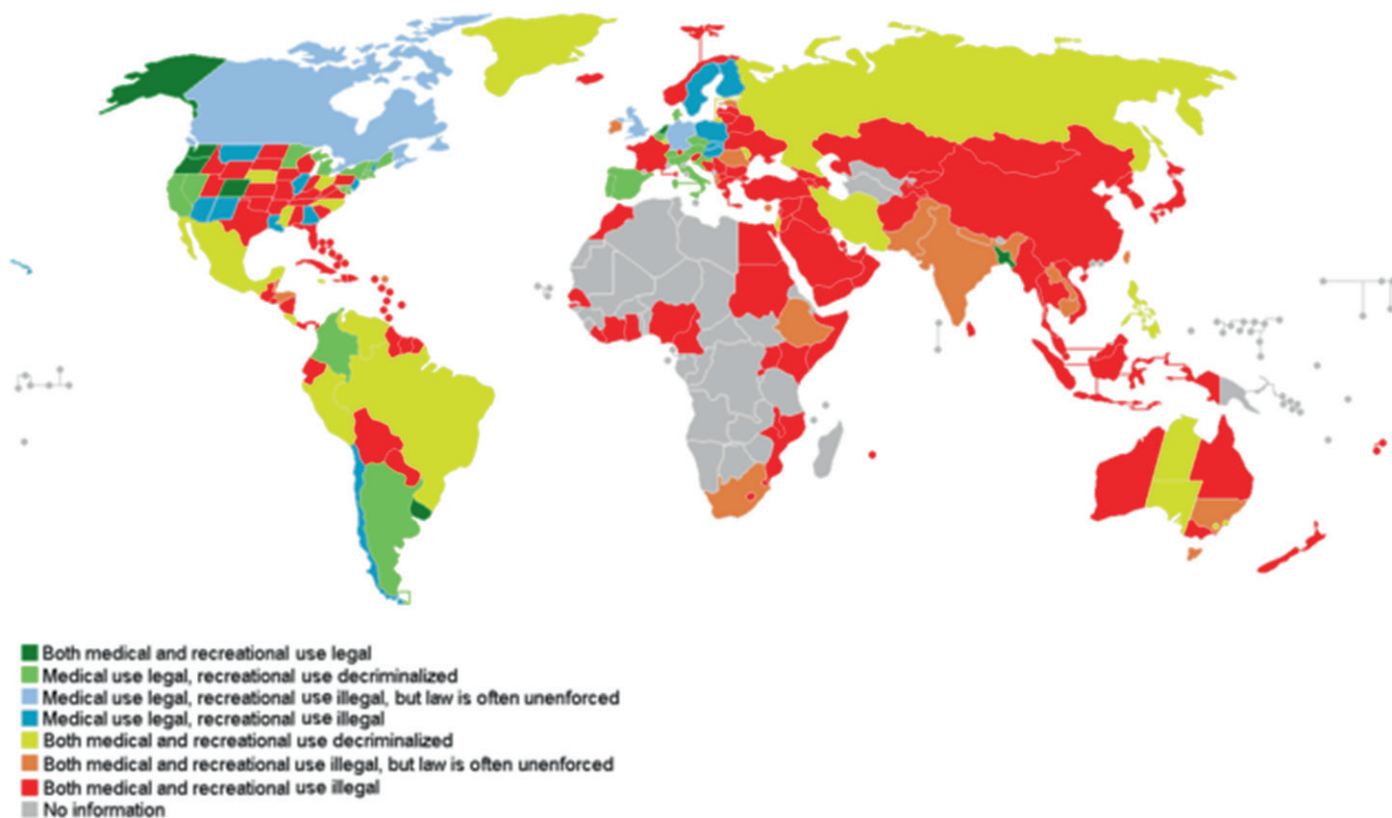 Both medical and recreational use legal
Medical use legal, recreational use decriminalized
Medical use legal, recreational use illegal, but law is often unenforced
Medical use legal, recreational use illegal
Both medical and recreational use decriminalized
Both medical and recreational use illegal, but law is often unenforced
Both medical and recreational use illegal
No information